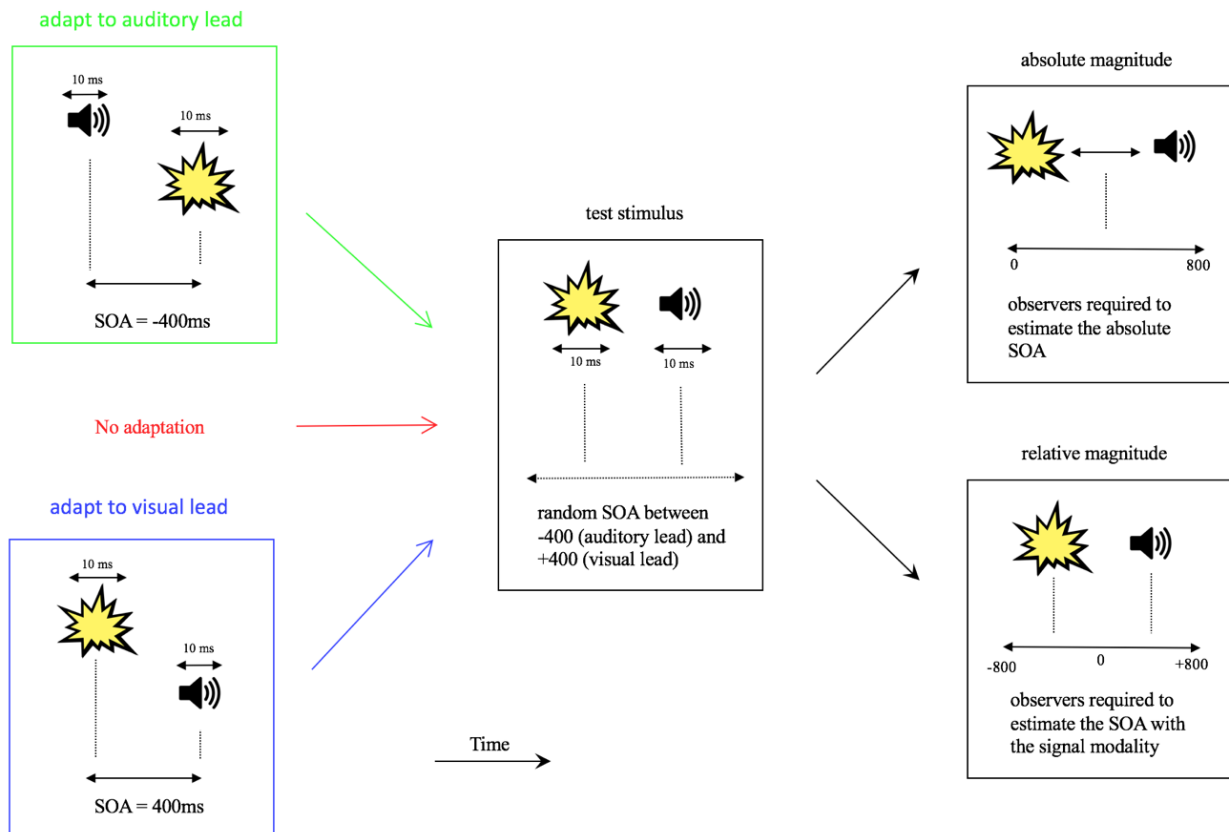 adapt to auditory lead
10 ms
10 ms
SOA = -400ms
No adaptation
adapt to visual lead
10 ms
10 ms
SOA = 400ms
test stimulus
10 ms
10 ms
random SOA between
-400 (auditory lead) and
+400 (visual lead)
Time
absolute magnitude
0
800
observers required to
estimate the absolute
SOA
relative magnitude
-800
0
+800
observers required to
estimate the SOA with
the signal modality